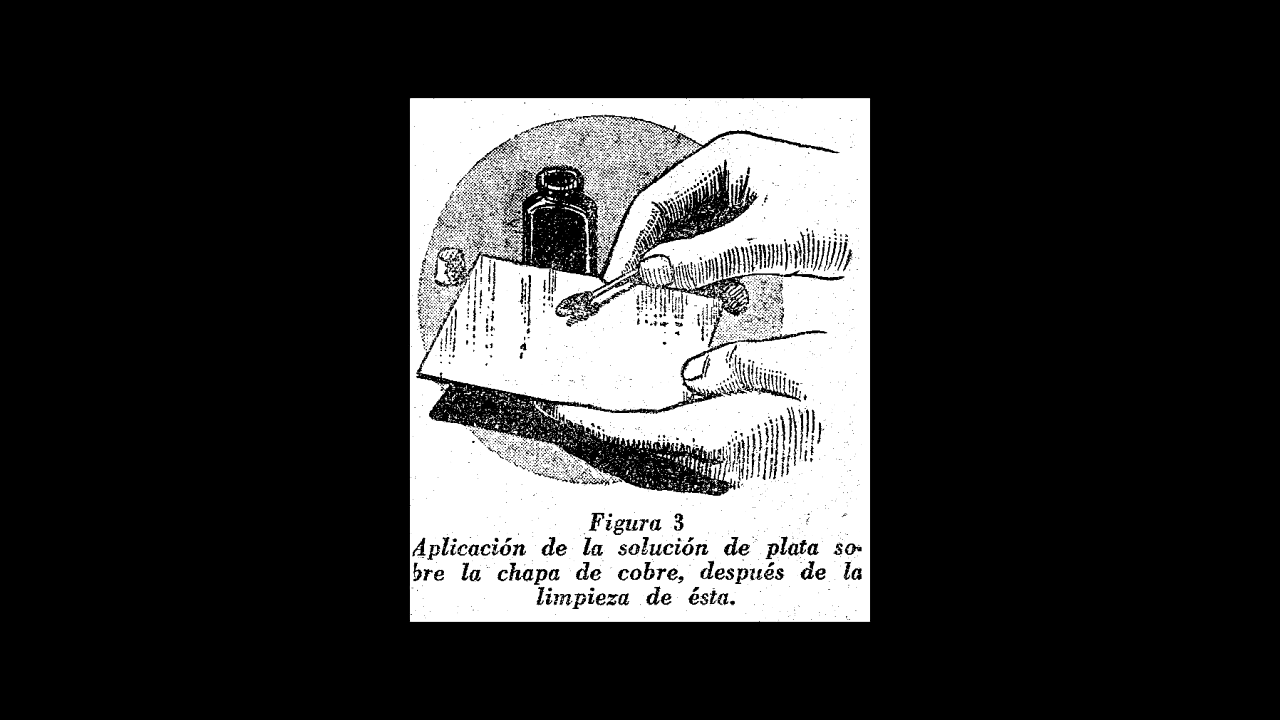 Figura 3
Aplicación de la solución de plata so-
bre la chapa de cobre, después de la
limpieza de ésta.